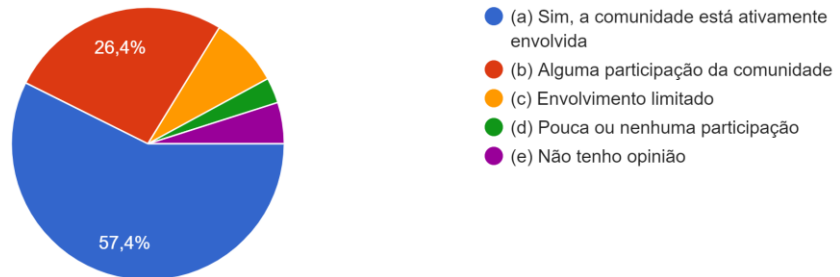 26,4%
57,4%
(a) Sim, a comunidade está ativamente
envolvida
(b) Alguma participação da comunidade
(c) Envolvimento limitado
(d) Pouca ou nenhuma participação
(e) Não tenho opinião